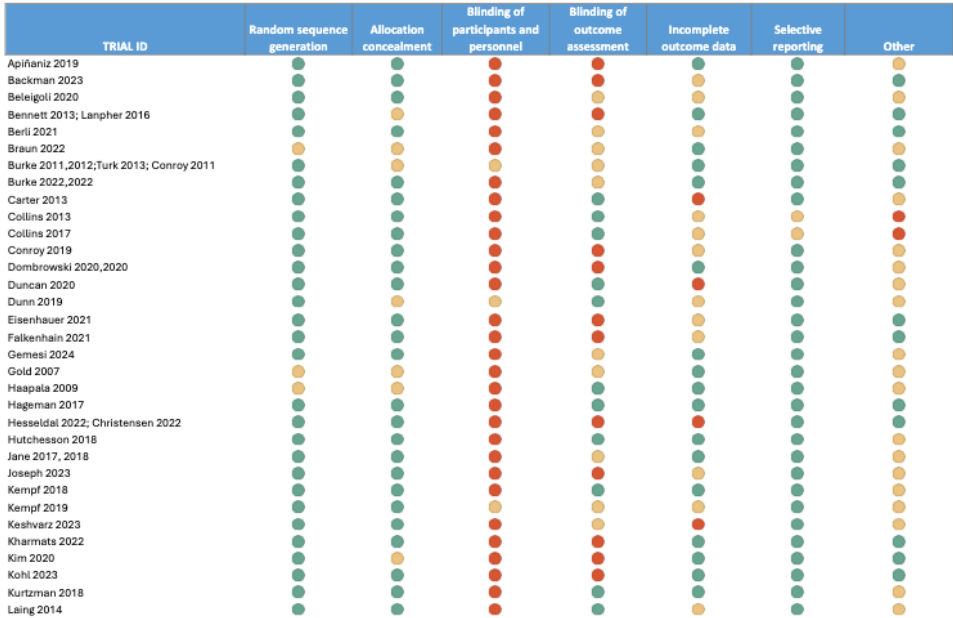 TRIAL ID
Random sequence generation
Allocation concealment
Blinding of participants and personnel
Blinding of outcome assessment
Incomplete outcome data
Selective reporting
Other
Apiñaniz 2019
Backman 2023
Beleigoli 2020
Bennett 2013; Lanpher 2016
Berli 2021
Braun 2022
Burke 2011,2012;Turk 2013; Conroy 2011
Burke 2022,2022
Carter 2013
Collins 2013
Collins 2017
Conroy 2019
Dombrowski 2020,2020
Duncan 2020
Dunn 2019
Eisenhauer 2021
Falkenhain 2021
Gemesi 2024
Gold 2007
Haapala 2009
Hageman 2017
Hesseldal 2022; Christensen 2022
Hutchesson 2018
Jane 2017, 2018
Joseph 2023
Kempf 2018
Kempf 2019
Keshvarz 2023
Kharmats 2022
Kim 2020
Kohl 2023
Kurtzman 2018
Laing 2014